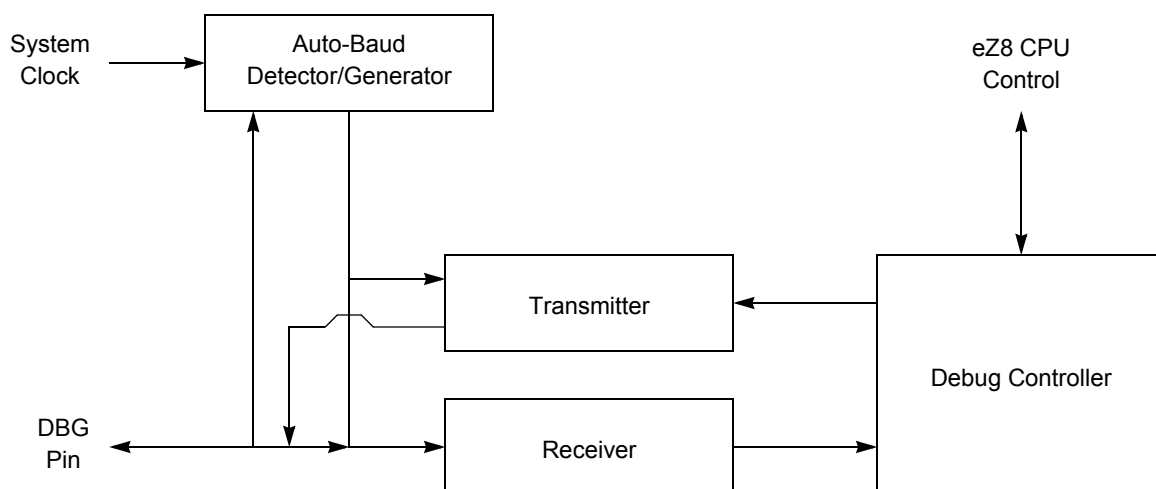 System
Clock
Auto-Baud
Detector/Generator
eZ8 CPU
Control
Transmitter
Debug Controller
DBG
Pin
Receiver